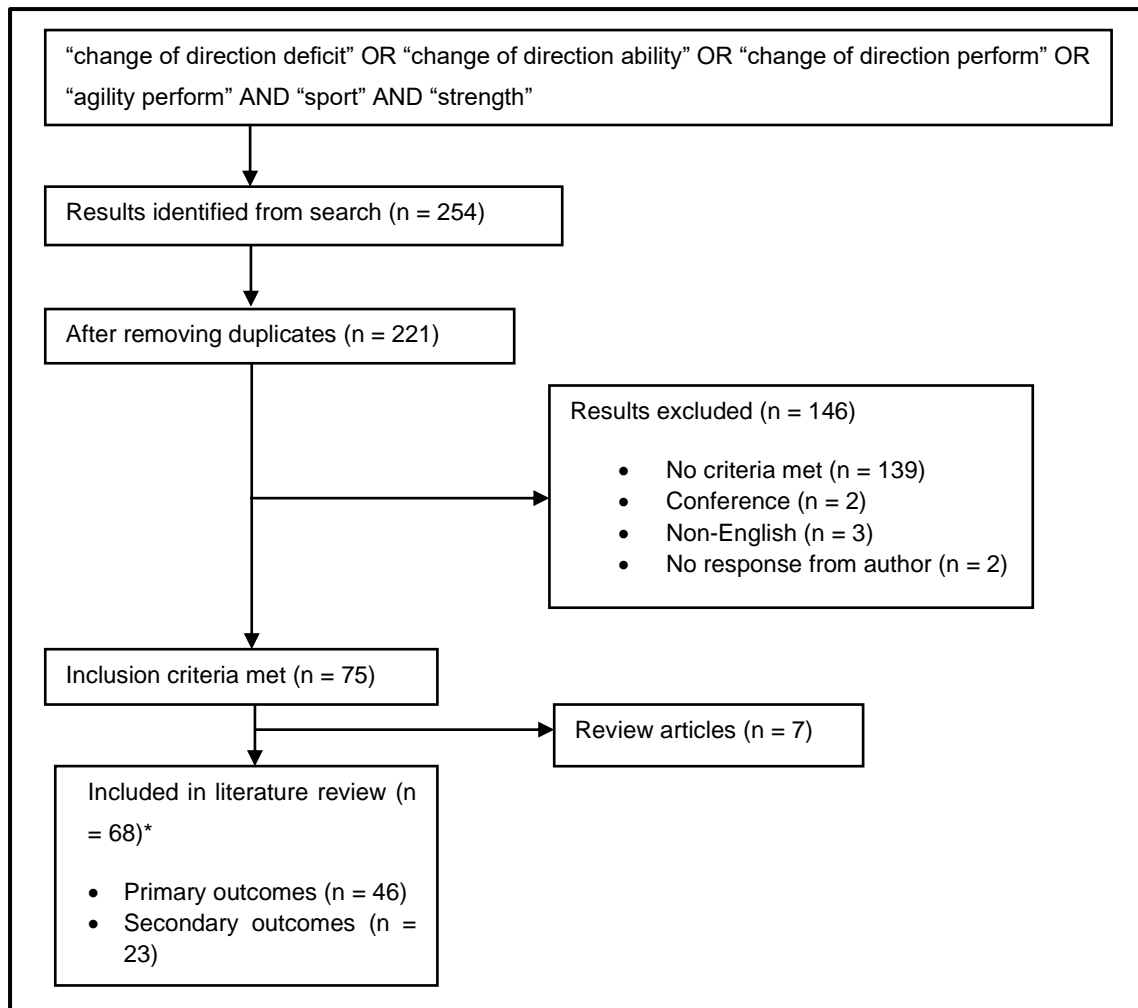 “change of direction deficit” OR “change of direction ability” OR “change of direction perform” OR
“agility perform” AND “sport” AND “strength”
Results identified from search (n = 254)
After removing duplicates (n = 221)
Results excluded (n = 146)
• No criteria met (n = 139)
• Conference (n = 2)
• Non-English (n = 3)
• No response from author (n = 2)
Inclusion criteria met (n = 75)
Review articles (n = 7)
Included in literature review (n
= 68)*
• Primary outcomes (n = 46)
• Secondary outcomes (n =
23)